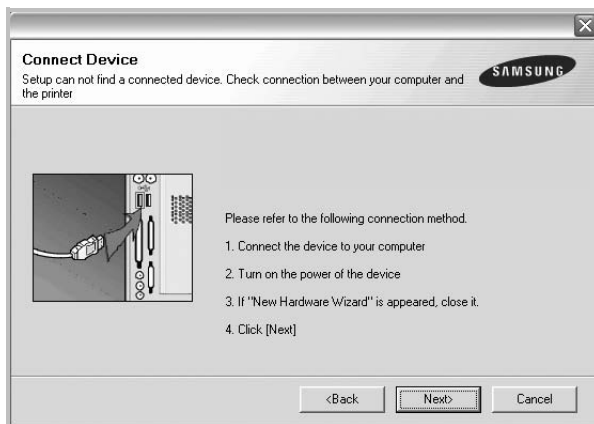 Connect Device
Setup can not find a connected device. Check connection between your computer and
the printer
SAMSUNG
Please refer to the following connection method.
1. Connect the device to your computer
2. Turn on the power of the device
3. If "New Hardware Wizard" is appeared, close it.
4. Click [Next]
<Back
Next>
Cancel